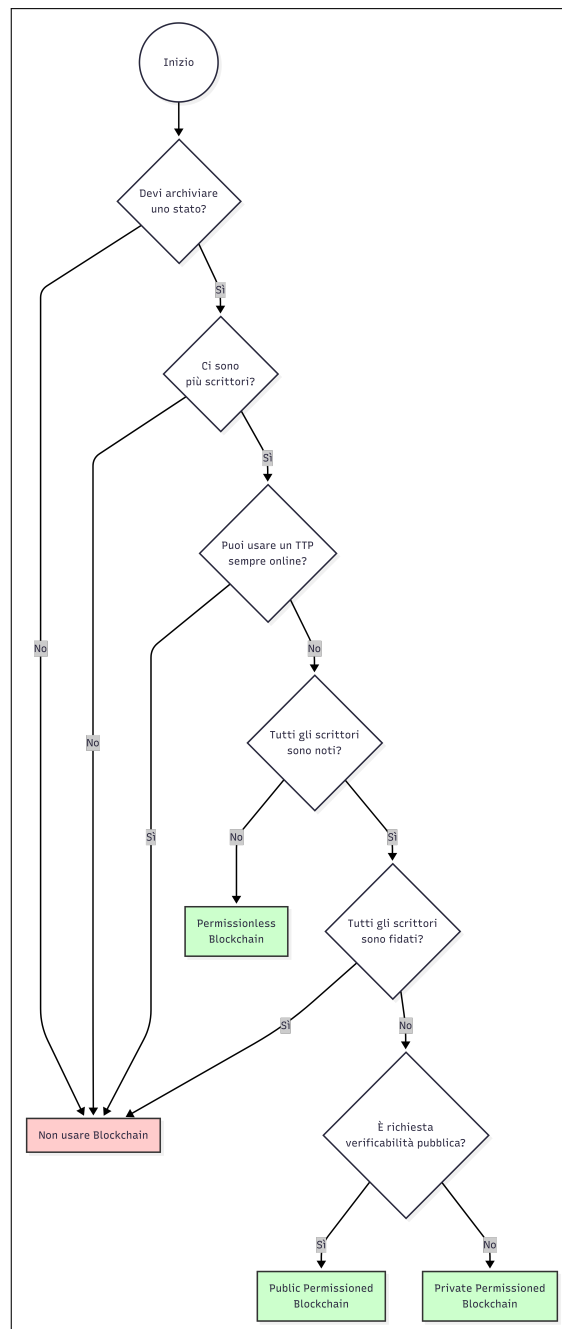 Inizio
Devi archiviare
uno stato?
Sì
Ci sono
più scrittori?
Sì
Puoi usare un TTP
sempre online?
No
No
Tutti gli scrittori
sono noti?
No
No
Sì
Sì
Permissionless
Blockchain
Tutti gli scrittori
sono fidati?
Sì
No
Non usare Blockchain
È richiesta
verificabilità pubblica?
Sì
No
Public Permissioned
Blockchain
Private Permissioned
Blockchain